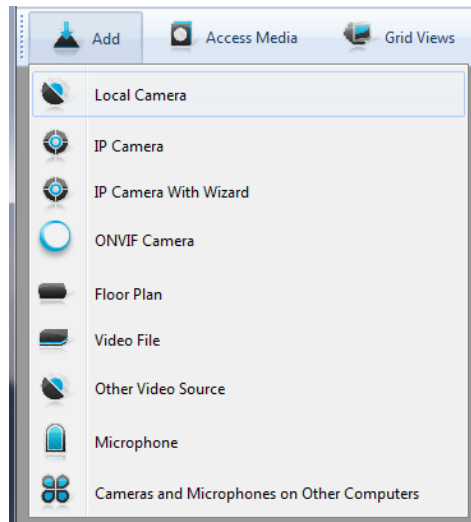 Add
Access Media
Grid Views
Local Camera
IP Camera
IP Camera With Wizard
ONVIF Camera
Floor Plan
Video File
Other Video Source
Microphone
Cameras and Microphones on Other Computers